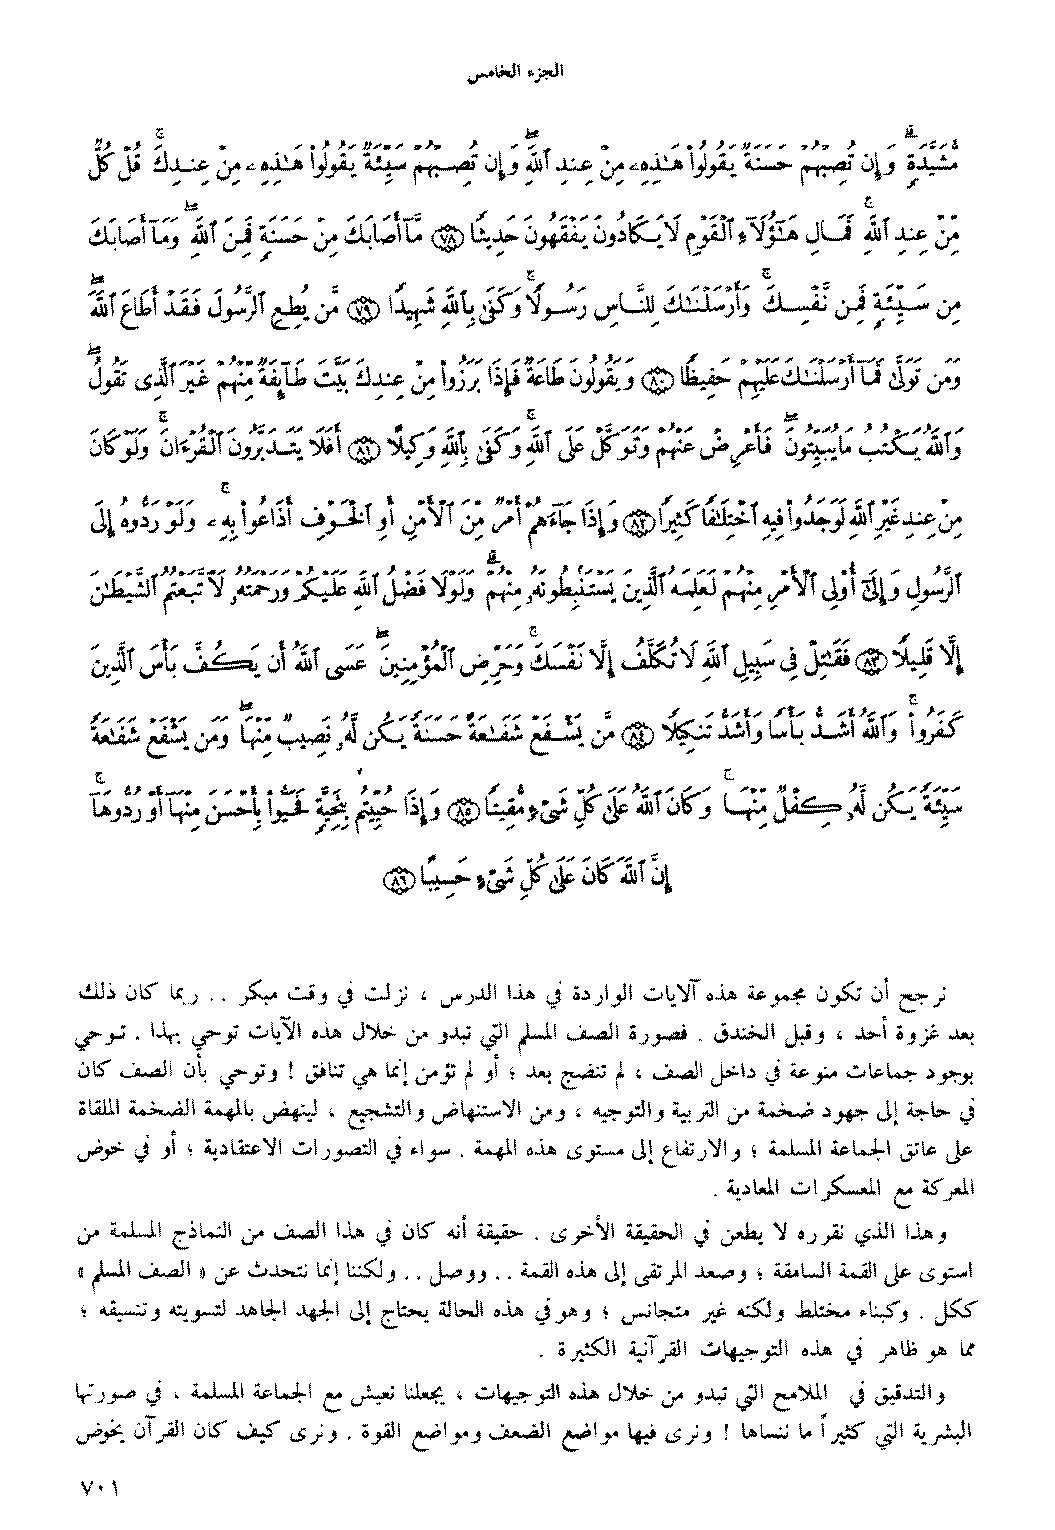 الجزء الخامس
مُّشَيَّدَةٍ ۗ وَإِن تُصِبْهُمْ حَسَنَةٌ يَقُولُوا۟ هَـٰذِهِۦ مِنْ عِندِ ٱللَّهِ ۖ وَإِن تُصِبْهُمْ سَيِّئَةٌ يَقُولُوا۟ هَـٰذِهِۦ مِنْ عِندِكَ ۚ قُلْ كُلٌّ
مِّنْ عِندِ ٱللَّهِ ۚ فَمَالِ هَـٰٓؤُلَآءِ ٱلْقَوْمِ لَا يَكَادُونَ يَفْقَهُونَ حَدِيثًا ﴿٧٨﴾ مَّآ أَصَابَكَ مِنْ حَسَنَةٍ فَمِنَ ٱللَّهِ ۖ وَمَآ أَصَابَكَ
مِن سَيِّئَةٍ فَمِن نَّفْسِكَ ۚ وَأَرْسَلْنَـٰكَ لِلنَّاسِ رَسُولًا ۚ وَكَفَىٰ بِٱللَّهِ شَهِيدًا ﴿٧٩﴾ مَّن يُطِعِ ٱلرَّسُولَ فَقَدْ أَطَاعَ ٱللَّهَ ۖ
وَمَن تَوَلَّىٰ فَمَآ أَرْسَلْنَـٰكَ عَلَيْهِمْ حَفِيظًا ﴿٨٠﴾ وَيَقُولُونَ طَاعَةٌ فَإِذَا بَرَزُوا۟ مِنْ عِندِكَ بَيَّتَ طَآئِفَةٌ مِّنْهُمْ غَيْرَ ٱلَّذِى تَقُولُ ۖ
وَٱللَّهُ يَكْتُبُ مَا يُبَيِّتُونَ ۖ فَأَعْرِضْ عَنْهُمْ وَتَوَكَّلْ عَلَى ٱللَّهِ ۚ وَكَفَىٰ بِٱللَّهِ وَكِيلًا ﴿٨١﴾ أَفَلَا يَتَدَبَّرُونَ ٱلْقُرْءَانَ ۚ وَلَوْ كَانَ
مِنْ عِندِ غَيْرِ ٱللَّهِ لَوَجَدُوا۟ فِيهِ ٱخْتِلَـٰفًا كَثِيرًا ﴿٨٢﴾ وَإِذَا جَآءَهُمْ أَمْرٌ مِّنَ ٱلْأَمْنِ أَوِ ٱلْخَوْفِ أَذَاعُوا۟ بِهِۦ ۚ وَلَوْ رَدُّوهُ إِلَى
ٱلرَّسُولِ وَإِلَىٰٓ أُو۟لِى ٱلْأَمْرِ مِنْهُمْ لَعَلِمَهُ ٱلَّذِينَ يَسْتَنۢبِطُونَهُۥ مِنْهُمْ ۗ وَلَوْلَا فَضْلُ ٱللَّهِ عَلَيْكُمْ وَرَحْمَتُهُۥ لَٱتَّبَعْتُمُ ٱلشَّيْطَـٰنَ
إِلَّا قَلِيلًا ﴿٨٣﴾ فَقَـٰتِلْ فِى سَبِيلِ ٱللَّهِ لَا تُكَلَّفُ إِلَّا نَفْسَكَ ۚ وَحَرِّضِ ٱلْمُؤْمِنِينَ ۖ عَسَى ٱللَّهُ أَن يَكُفَّ بَأْسَ ٱلَّذِينَ
كَفَرُوا۟ ۚ وَٱللَّهُ أَشَدُّ بَأْسًا وَأَشَدُّ تَنكِيلًا ﴿٨٤﴾ مَّن يَشْفَعْ شَفَـٰعَةً حَسَنَةً يَكُن لَّهُۥ نَصِيبٌ مِّنْهَا ۖ وَمَن يَشْفَعْ شَفَـٰعَةً
سَيِّئَةً يَكُن لَّهُۥ كِفْلٌ مِّنْهَا ۗ وَكَانَ ٱللَّهُ عَلَىٰ كُلِّ شَىْءٍ مُّقِيتًا ﴿٨٥﴾ وَإِذَا حُيِّيتُم بِتَحِيَّةٍ فَحَيُّوا۟ بِأَحْسَنَ مِنْهَآ أَوْ رُدُّوهَآ ۗ
إِنَّ ٱللَّهَ كَانَ عَلَىٰ كُلِّ شَىْءٍ حَسِيبًا ﴿٨٦﴾
نرجح أن تكون مجموعة هذه الآيات الواردة في هذا الدرس ، نزلت في وقت مبكر .. ربما كان ذلك
بعد غزوة أحد ، وقبل الخندق . فصورة الصف المسلم التي تبدو من خلال هذه الآيات توحي بهذا . توحي
بوجود جماعات منوعة في داخل الصف ، لم تنضج بعد ؛ أو لم تؤمن إنما هي تنافق ! وتوحي بأن الصف كان
في حاجة إلى جهود ضخمة من التربية والتوجيه ، ومن الاستنهاض والتشجيع ، لينهض بالمهمة الضخمة الملقاة
على عاتق الجماعة المسلمة ؛ والارتفاع إلى مستوى هذه المهمة . سواء في التصورات الاعتقادية ؛ أو في خوض
المعركة مع المعسكرات المعادية .
وهذا الذي نقرره لا يطعن في الحقيقة الأخرى . حقيقة أنه كان في هذا الصف من النماذج المسلمة من
استوى على القمة السامقة ؛ وصعد المرتقى إلى هذه القمة .. ووصل .. ولكننا إنما نتحدث عن « الصف المسلم »
ككل . وكبناء مختلط ولكنه غير متجانس ؛ وهو في هذه الحالة يحتاج إلى الجهد الجاهد لتسويته وتنسيقه ؛
مما هو ظاهر في هذه التوجيهات القرآنية الكثيرة .
والتدقيق في الملامح التي تبدو من خلال هذه التوجيهات ، يجعلنا نعيش مع الجماعة المسلمة ، في صورتها
البشرية التي كثيراً ما ننساها ! ونرى فيها مواضع الضعف ومواضع القوة . ونرى كيف كان القرآن يخوض
٧٠١